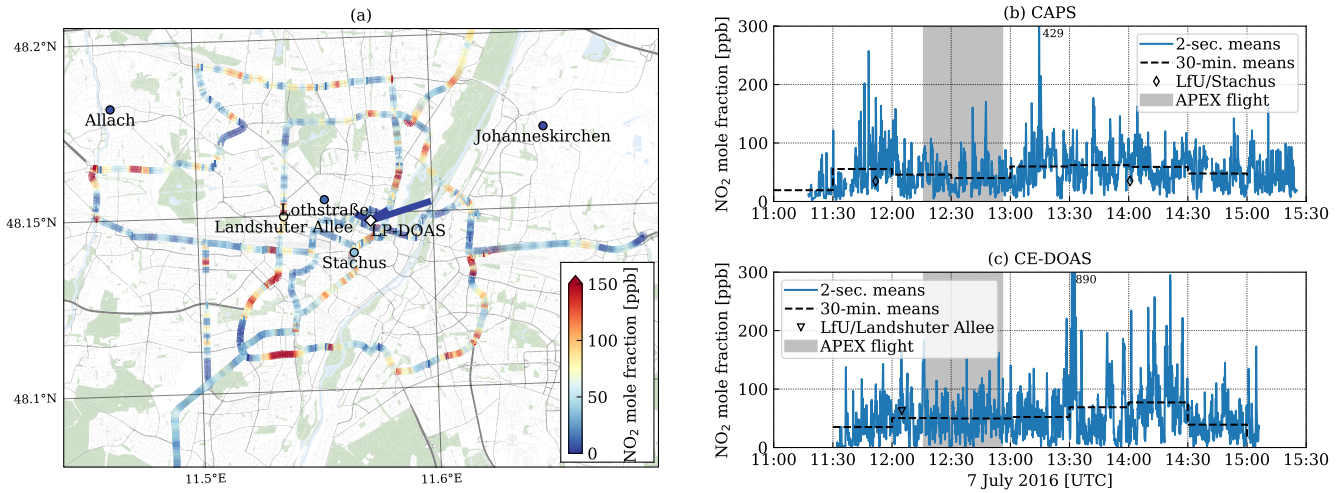 (a)
48.2°N
48.15°N
48.1°N
11.5°E
11.6°E
Allach
Johanneskirchen
Lothstraße
Landshuter Allee
LP-DOAS
Stachus
150
100
50
0
NO₂ mole fraction [ppb]
(b) CAPS
NO₂ mole fraction [ppb]
300
200
100
0
429
2-sec. means
30-min. means
LfU/Stachus
APEX flight
11:00 11:30 12:00 12:30 13:00 13:30 14:00 14:30 15:00 15:30
(c) CE-DOAS
NO₂ mole fraction [ppb]
300
200
100
0
890
2-sec. means
30-min. means
LfU/Landshuter Allee
APEX flight
11:00 11:30 12:00 12:30 13:00 13:30 14:00 14:30 15:00 15:30
7 July 2016 [UTC]